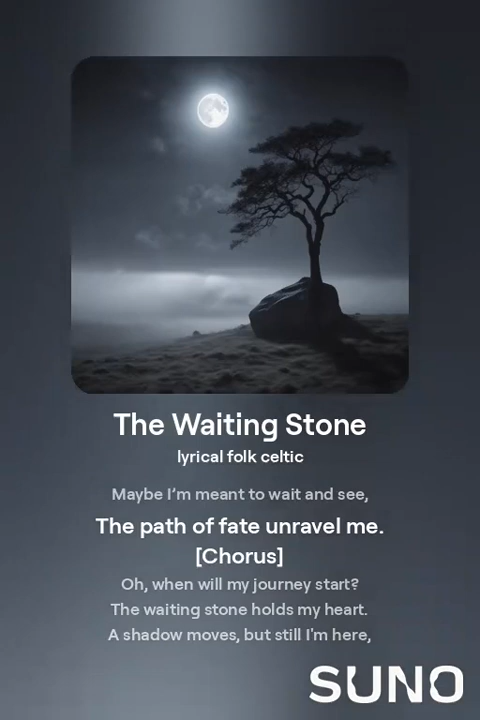 The Waiting Stone
lyrical folk celtic
Maybe I'm meant to wait and see,
The path of fate unravel me.
[Chorus]
Oh, when will my journey start?
The waiting stone holds my heart.
A shadow moves, but still I'm here,
SUNO